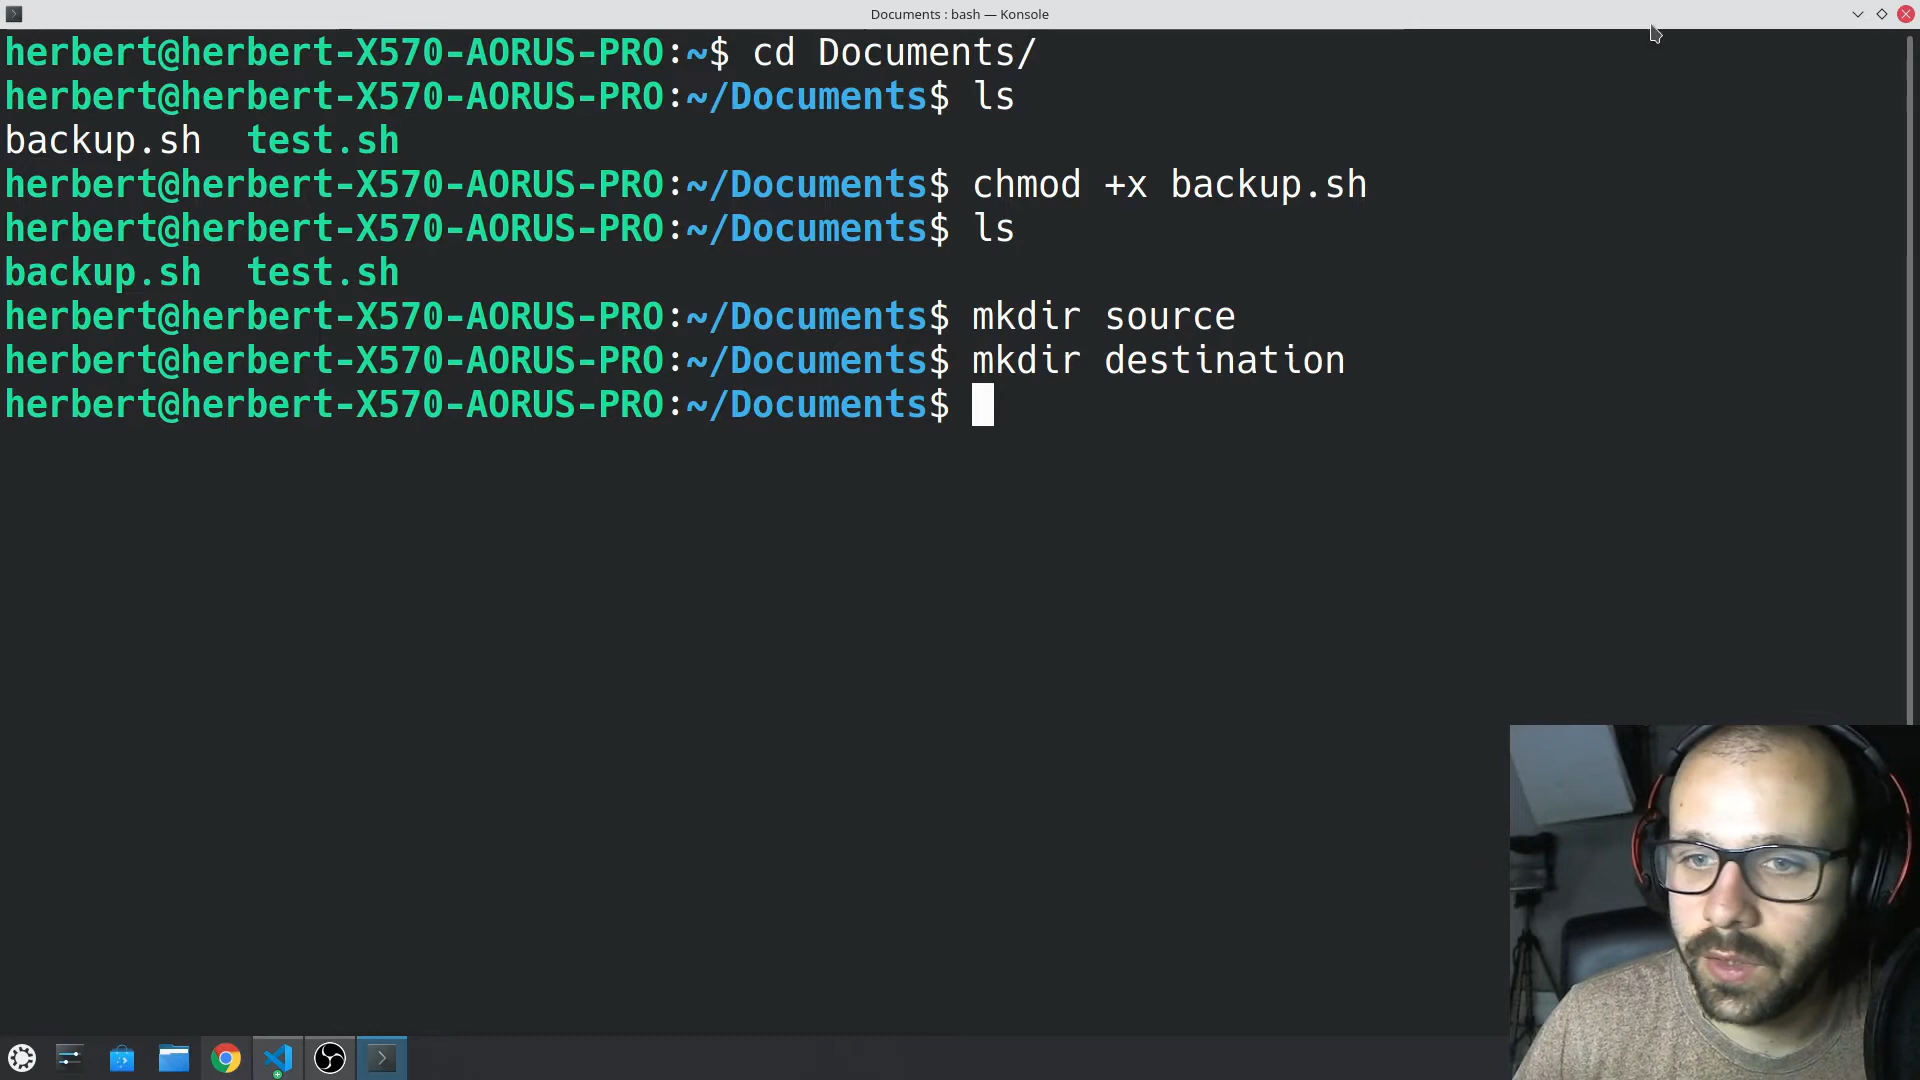 Documents : bash — Konsole
herbert@herbert-X570-AORUS-PRO:~$ cd Documents/
herbert@herbert-X570-AORUS-PRO:~/Documents$ ls
backup.sh  test.sh
herbert@herbert-X570-AORUS-PRO:~/Documents$ chmod +x backup.sh
herbert@herbert-X570-AORUS-PRO:~/Documents$ ls
backup.sh  test.sh
herbert@herbert-X570-AORUS-PRO:~/Documents$ mkdir source
herbert@herbert-X570-AORUS-PRO:~/Documents$ mkdir destination
herbert@herbert-X570-AORUS-PRO:~/Documents$